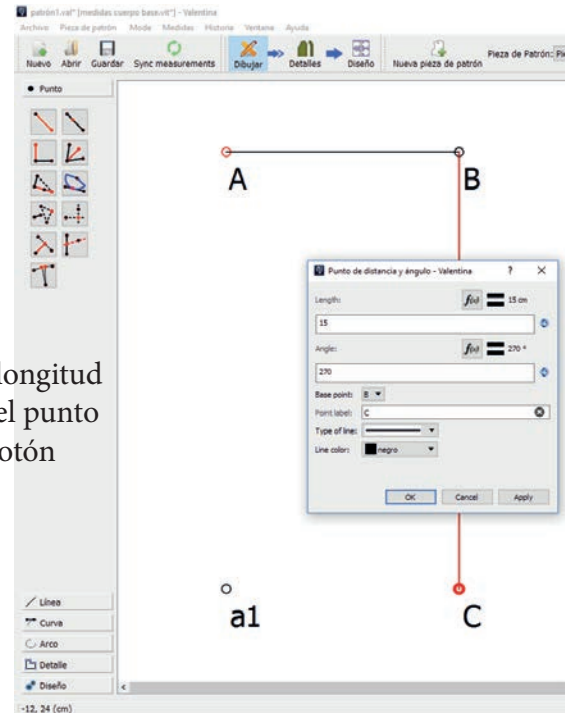 patrón1.val* [medidas cuerpo base.vit*] - Valentina
Archivo Pieza de patrón Mode Medidas Historia Ventana Ayuda
Nuevo Abrir Guardar Sync measurements Dibujar Detalles Diseño Nueva pieza de patrón Pieza de Patrón:
Punto
A
B
Punto de distancia y ángulo - Valentina ? X
Length: f(x) 15 cm
15
Angle: f(x) 270 °
270
Base point: B
Point label: C
Type of line:
Line color: negro
OK Cancel Apply
longitud
el punto
otón
a1
C
Línea
Curva
Arco
Detalle
Diseño
-12, 24 (cm)